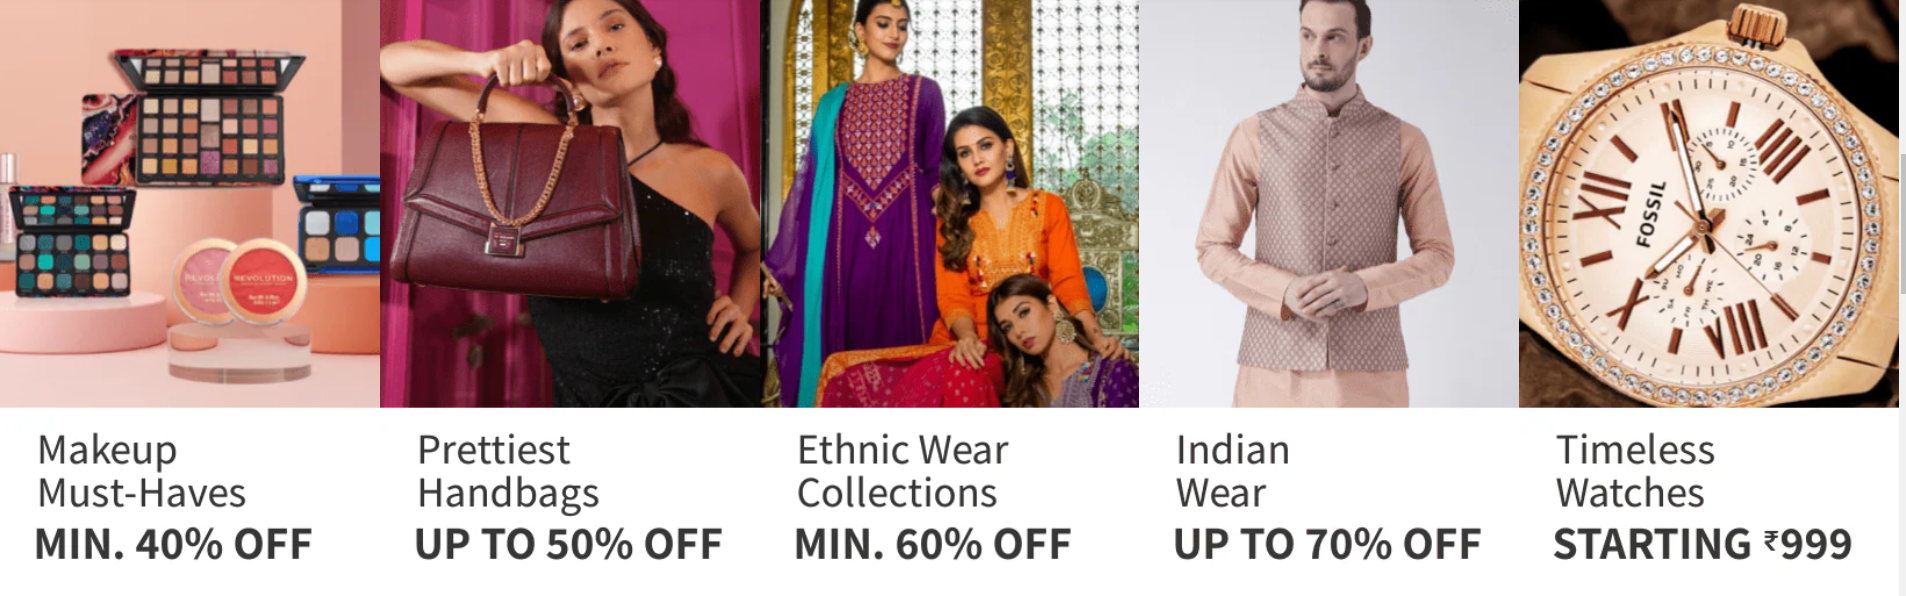 REVOLUTION
FOSSIL
Makeup
Must-Haves
MIN. 40% OFF
Prettiest
Handbags
UP TO 50% OFF
Ethnic Wear
Collections
MIN. 60% OFF
Indian
Wear
UP TO 70% OFF
Timeless
Watches
STARTING ₹999